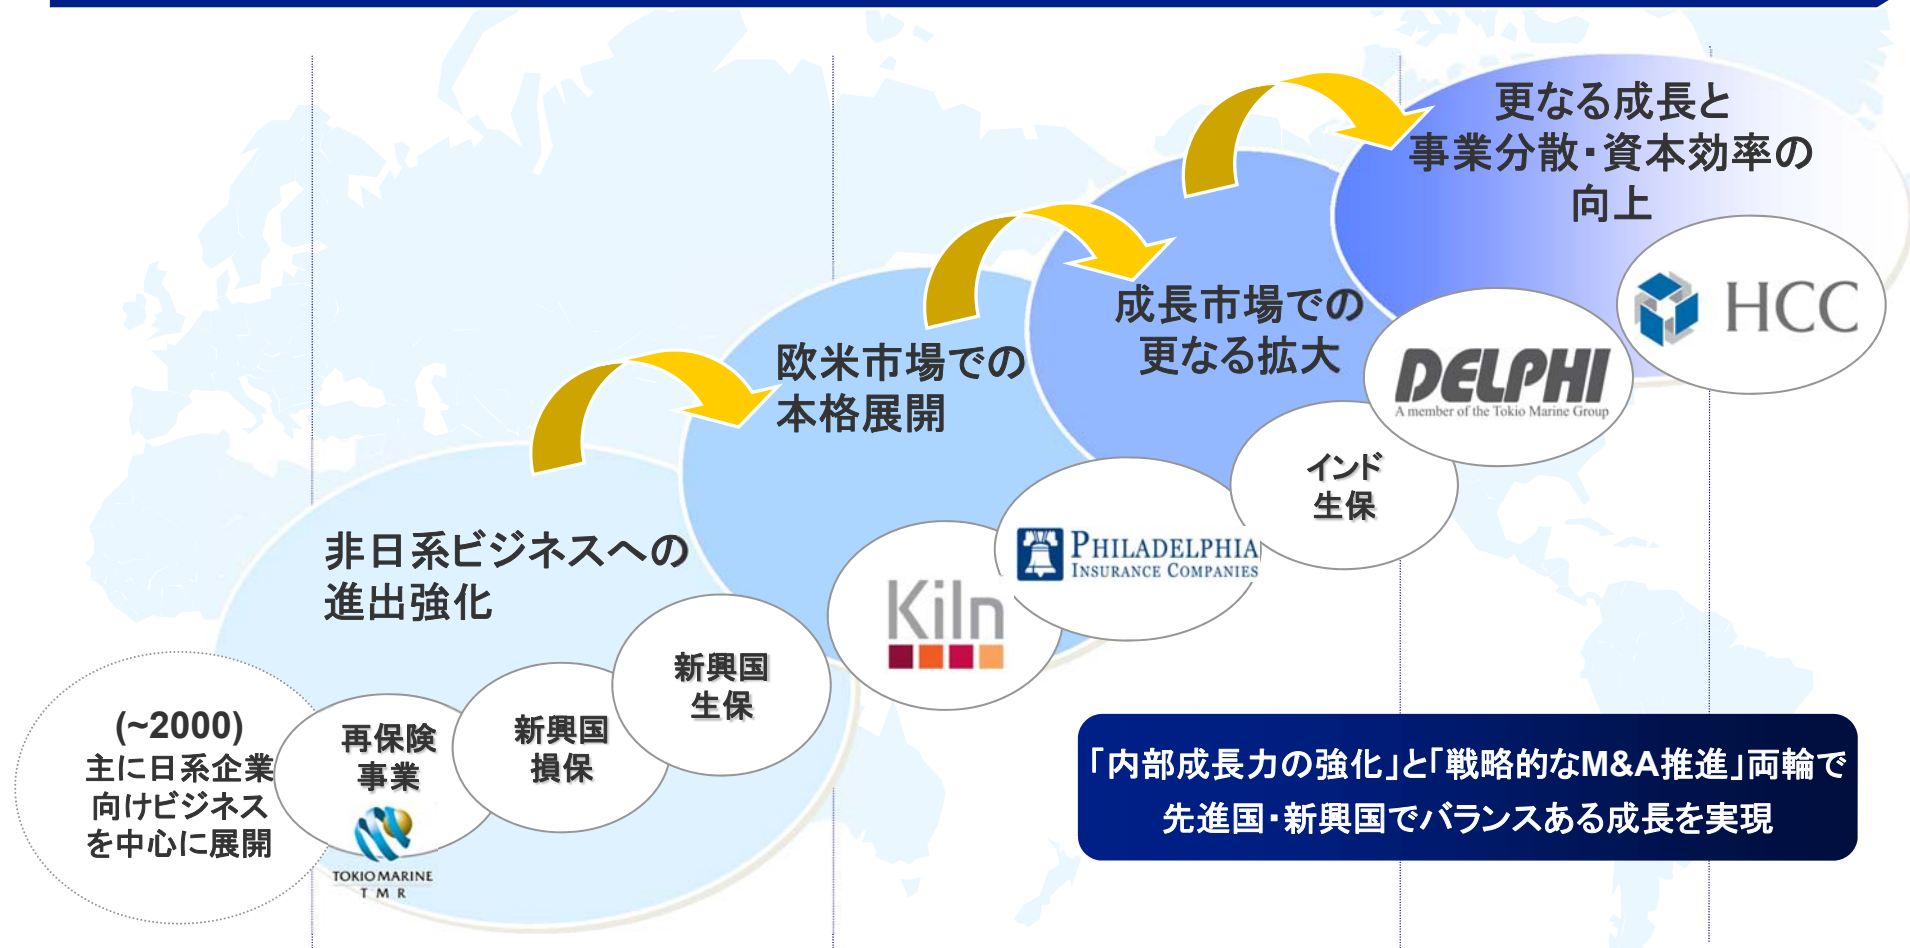 更なる成長と
事業分散・資本効率の
向上
HCC
成長市場での
更なる拡大
DELPHI
A member of the Tokio Marine Group
欧米市場での
本格展開
インド
生保
PHILADELPHIA
INSURANCE COMPANIES
非日系ビジネスへの
進出強化
Kiln
新興国
生保
新興国
損保
再保険
事業
TOKIO MARINE
T M R
(~2000)
主に日系企業
向けビジネス
を中心に展開
「内部成長力の強化」と「戦略的なM&A推進」両輪で
先進国・新興国でバランスある成長を実現